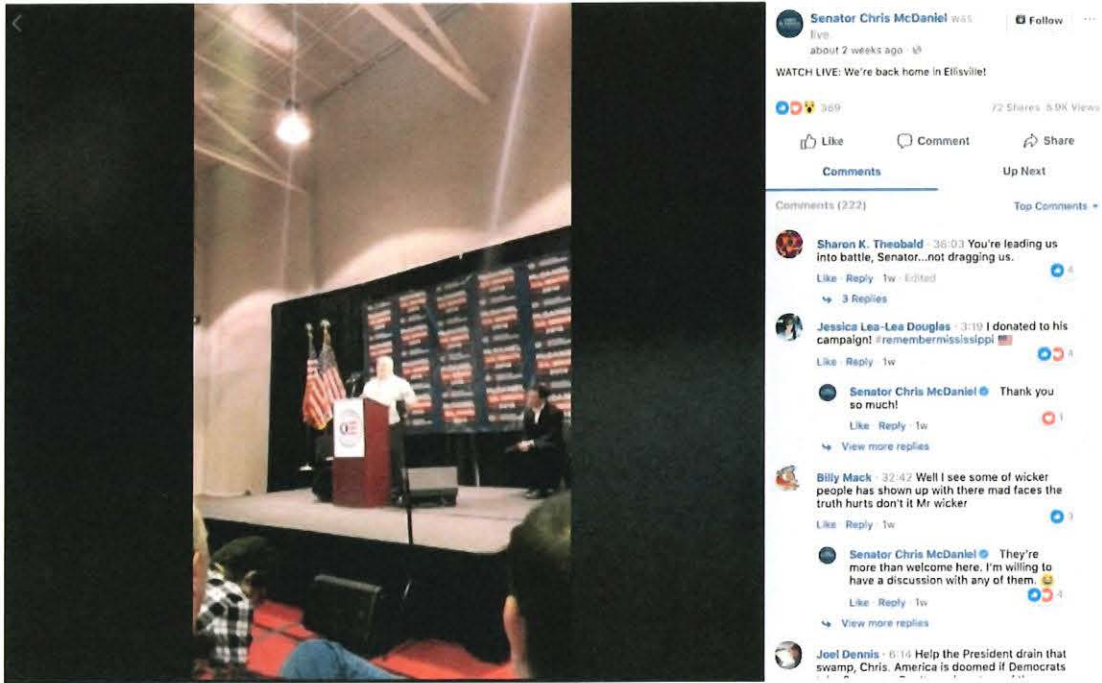 Senator Chris McDaniel was
live.
Follow
about 2 weeks ago
WATCH LIVE: We're back home in Ellisville!
369
72 Shares 6.9K Views
Like
Comment
Share
Comments
Up Next
Comments (222)
Top Comments
Sharon K. Theobald · 36:03 You're leading us
into battle, Senator...not dragging us.
Like · Reply · 1w · Edited
4
3 Replies
Jessica Lea-Lea Douglas · 3:19 I donated to his
campaign! #remembermississippi
Like · Reply · 1w
4
Senator Chris McDaniel Thank you
so much!
Like · Reply · 1w
1
View more replies
Billy Mack · 32:42 Well I see some of wicker
people has shown up with there mad faces the
truth hurts don't it Mr wicker
Like · Reply · 1w
3
Senator Chris McDaniel They're
more than welcome here. I'm willing to
have a discussion with any of them.
Like · Reply · 1w
4
View more replies
Joel Dennis · 6:14 Help the President drain that
swamp, Chris. America is doomed if Democrats